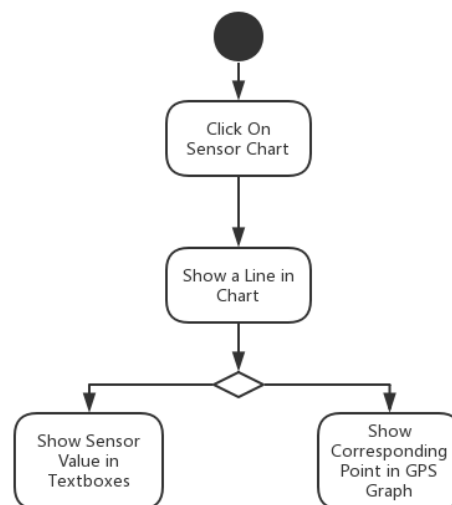 Click On
Sensor Chart
Show a Line in
Chart
Show Sensor
Value in
Textboxes
Show
Corresponding
Point in GPS
Graph